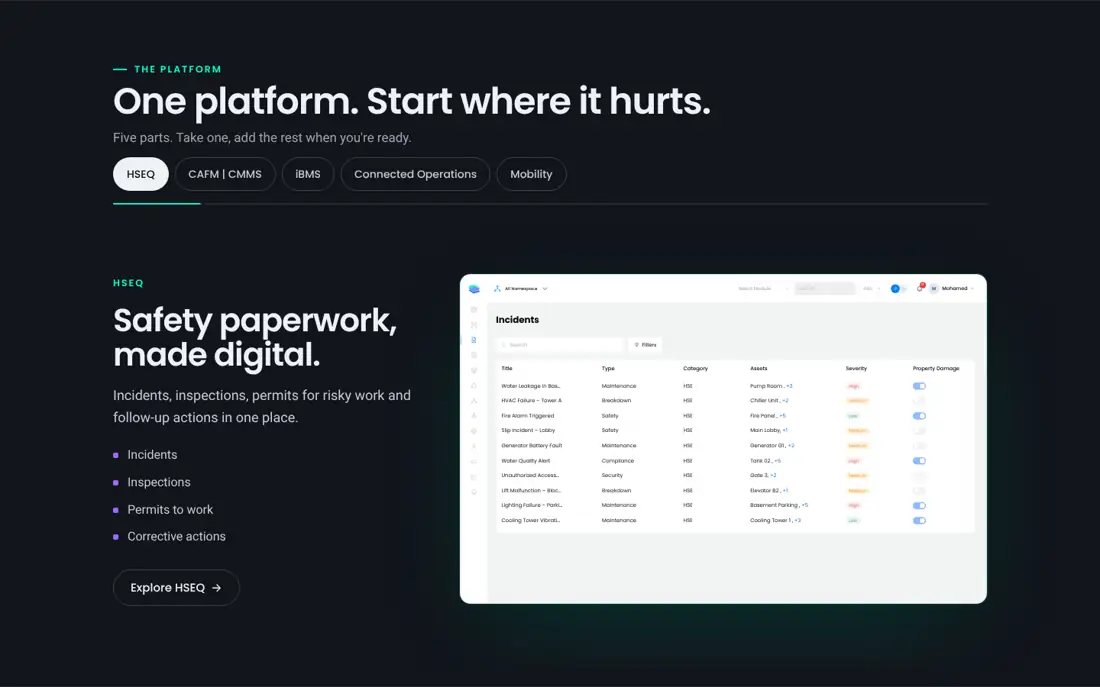 THE PLATFORM
One platform. Start where it hurts.
Five parts. Take one, add the rest when you're ready.
HSEQ CAFM | CMMS iBMS Connected Operations Mobility
HSEQ
Safety paperwork,
made digital.
Incidents, inspections, permits for risky work and
follow-up actions in one place.
Incidents
Inspections
Permits to work
Corrective actions
Explore HSEQ →
All Namespace Mohamed
Incidents
Search Filters
Title Type Category Assets Severity Property Damage
Water Leakage in Bas... Maintenance HSE Pump Room, +3 High
HVAC Failure – Tower A Breakdown HSE Chiller Unit, +2 Medium
Fire Alarm Triggered Safety HSE Fire Panel, +5 Low
Slip Incident – Lobby Safety HSE Main Lobby, +1 Medium
Generator Battery Fault Maintenance HSE Generator G1, +2 Medium
Water Quality Alert Compliance HSE Tank 02, +5 High
Unauthorized Access... Security HSE Gate 3, +2 Medium
Lift Malfunction – Bloc... Breakdown HSE Elevator B2, +1 Medium
Lighting Failure – Parki... Maintenance HSE Basement Parking, +5 High
Cooling Tower Vibrati... Maintenance HSE Cooling Tower 1, +3 Low